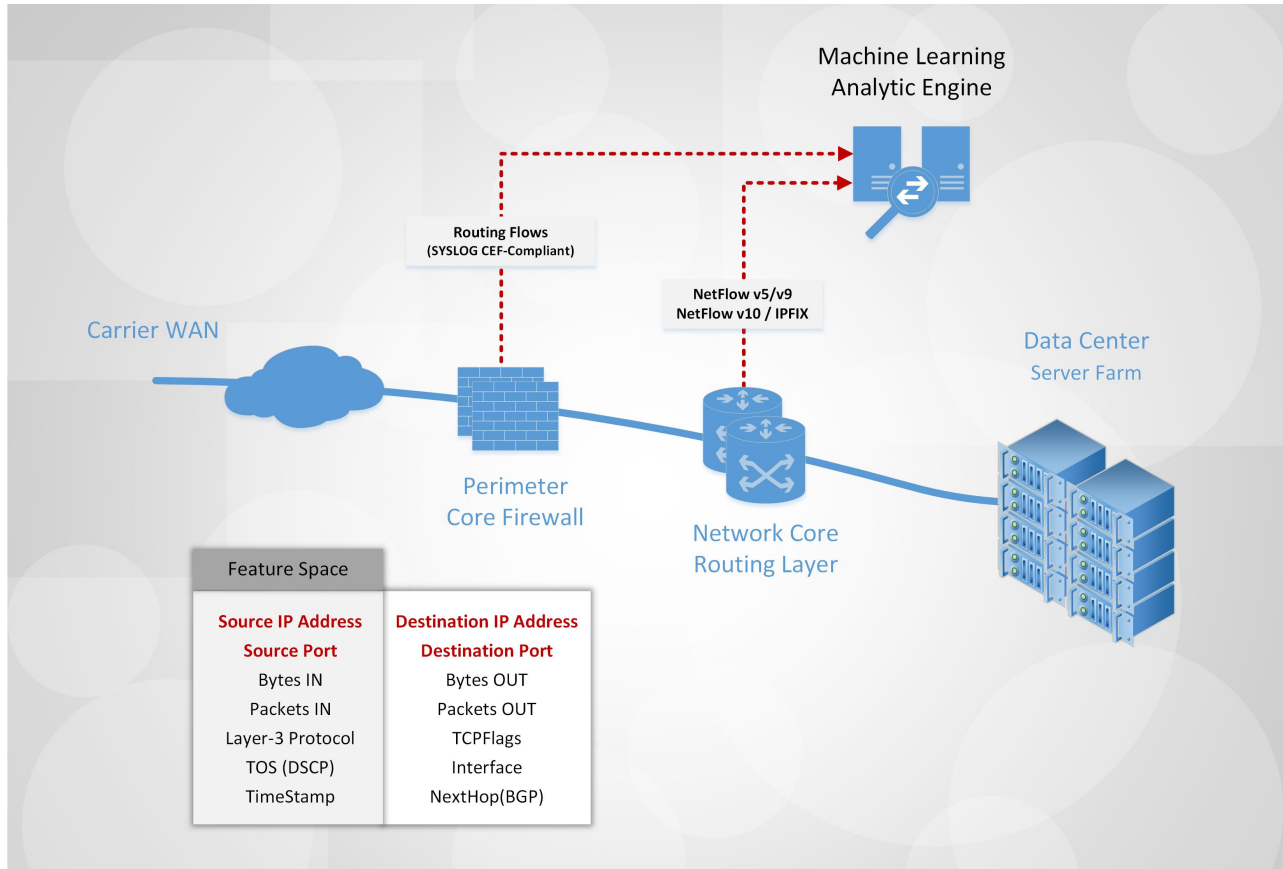 Machine Learning
Analytic Engine
Routing Flows
(SYSLOG CEF-Compliant)
NetFlow v5/v9
NetFlow v10 / IPFIX
Carrier WAN
Data Center
Server Farm
Perimeter
Core Firewall
Network Core
Routing Layer
Feature Space
Source IP Address
Destination IP Address
Source Port
Destination Port
Bytes IN
Bytes OUT
Packets IN
Packets OUT
Layer-3 Protocol
TCPFlags
TOS (DSCP)
Interface
TimeStamp
NextHop(BGP)